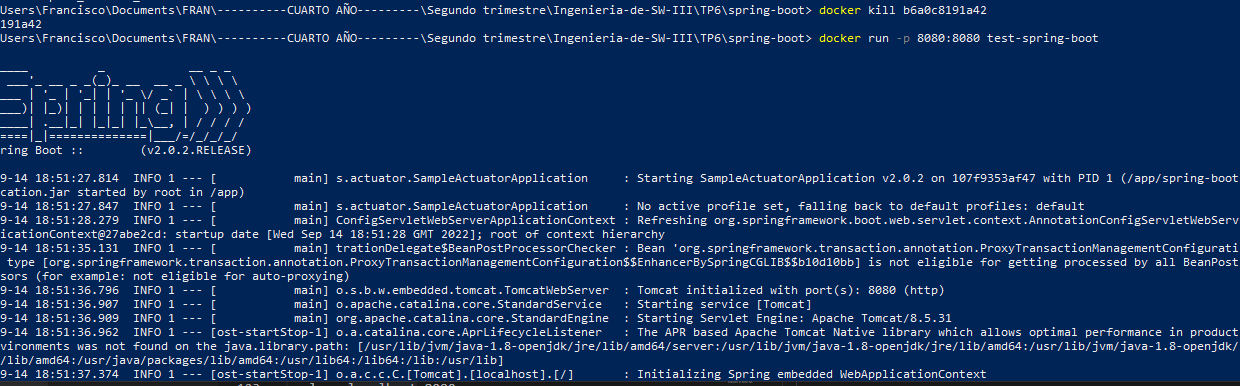 Users\Francisco\Documents\FRAN\----------CUARTO AÑO---------\Segundo trimestre\Ingenieria-de-SW-III\TP6\spring-boot> docker kill b6a0c8191a42
191a42
Users\Francisco\Documents\FRAN\----------CUARTO AÑO---------\Segundo trimestre\Ingenieria-de-SW-III\TP6\spring-boot> docker run -p 8080:8080 test-spring-boot
ring Boot ::        (v2.0.2.RELEASE)
9-14 18:51:27.814  INFO 1 --- [           main] s.actuator.SampleActuatorApplication     : Starting SampleActuatorApplication v2.0.2 on 107f9353af47 with PID 1 (/app/spring-boot
cation.jar started by root in /app)
9-14 18:51:27.847  INFO 1 --- [           main] s.actuator.SampleActuatorApplication     : No active profile set, falling back to default profiles: default
9-14 18:51:28.279  INFO 1 --- [           main] ConfigServletWebServerApplicationContext : Refreshing org.springframework.boot.web.servlet.context.AnnotationConfigServletWebServ
icationContext@27abe2cd: startup date [Wed Sep 14 18:51:28 GMT 2022]; root of context hierarchy
9-14 18:51:35.131  INFO 1 --- [           main] trationDelegate$BeanPostProcessorChecker : Bean 'org.springframework.transaction.annotation.ProxyTransactionManagementConfigurati
 type [org.springframework.transaction.annotation.ProxyTransactionManagementConfiguration$$EnhancerBySpringCGLIB$$b10d10bb] is not eligible for getting processed by all BeanPost
sors (for example: not eligible for auto-proxying)
9-14 18:51:36.796  INFO 1 --- [           main] o.s.b.w.embedded.tomcat.TomcatWebServer  : Tomcat initialized with port(s): 8080 (http)
9-14 18:51:36.907  INFO 1 --- [           main] o.apache.catalina.core.StandardService   : Starting service [Tomcat]
9-14 18:51:36.909  INFO 1 --- [           main] org.apache.catalina.core.StandardEngine  : Starting Servlet Engine: Apache Tomcat/8.5.31
9-14 18:51:36.962  INFO 1 --- [ost-startStop-1] o.a.catalina.core.AprLifecycleListener   : The APR based Apache Tomcat Native library which allows optimal performance in product
vironments was not found on the java.library.path: [/usr/lib/jvm/java-1.8-openjdk/jre/lib/amd64/server:/usr/lib/jvm/java-1.8-openjdk/jre/lib/amd64:/usr/lib/jvm/java-1.8-openjdk/
/lib/amd64:/usr/java/packages/lib/amd64:/usr/lib64:/lib64:/lib:/usr/lib]
9-14 18:51:37.374  INFO 1 --- [ost-startStop-1] o.a.c.c.C.[Tomcat].[localhost].[/]       : Initializing Spring embedded WebApplicationContext